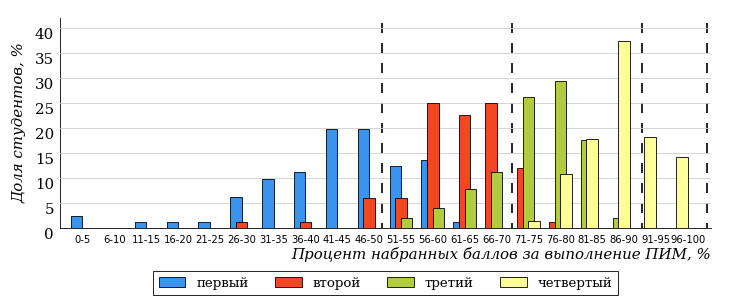 Доля студентов, %
40
35
30
25
20
15
10
5
0
0-5 6-10 11-15 16-20 21-25 26-30 31-35 36-40 41-45 46-50 51-55 56-60 61-65 66-70 71-75 76-80 81-85 86-90 91-95 96-100
Процент набранных баллов за выполнение ПИМ, %
первый второй третий четвертый